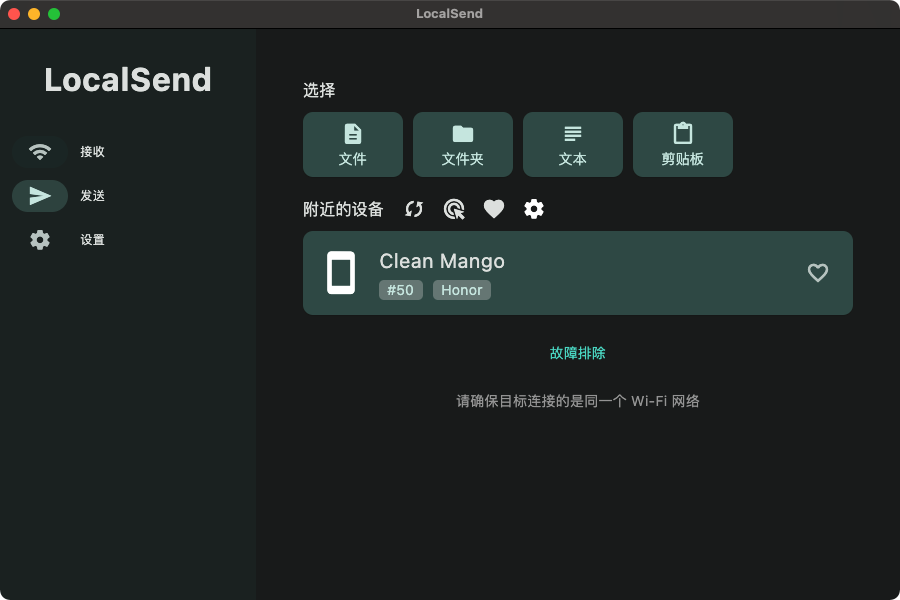 LocalSend
LocalSend
接收
发送
设置
选择
文件
文件夹
文本
剪贴板
附近的设备
Clean Mango
#50 Honor
故障排除
请确保目标连接的是同一个 Wi-Fi 网络